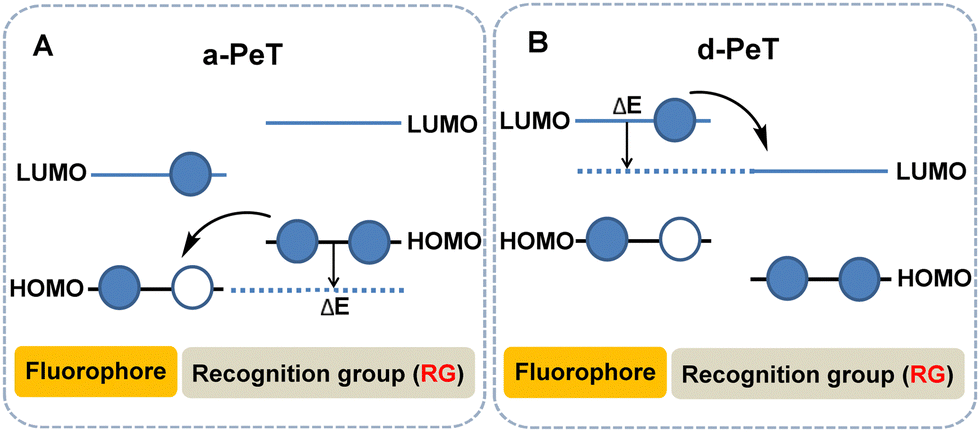 A
a-PeT
LUMO
LUMO
HOMO
HOMO
ΔE
Fluorophore
Recognition group (RG)
B
d-PeT
ΔE
LUMO
LUMO
HOMO
HOMO
Fluorophore
Recognition group (RG)